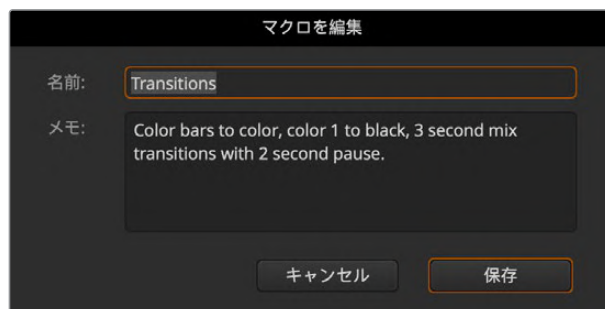 マクロを編集
名前: Transitions
メモ: Color bars to color, color 1 to black, 3 second mix
transitions with 2 second pause.
キャンセル 保存